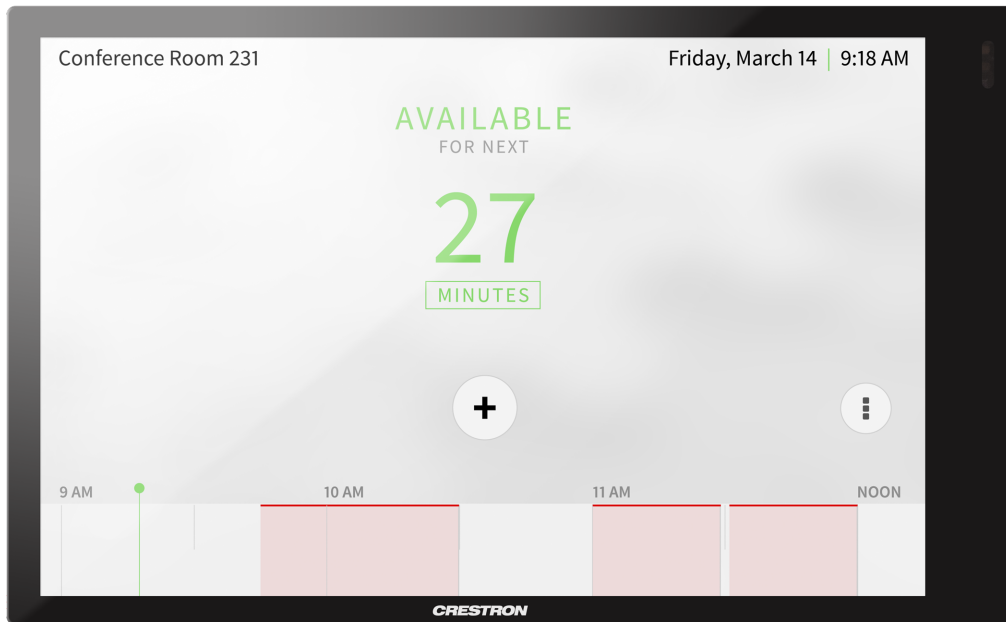 Conference Room 231
Friday, March 14 | 9:18 AM
AVAILABLE
FOR NEXT
27
MINUTES
9 AM 10 AM 11 AM NOON
CRESTRON